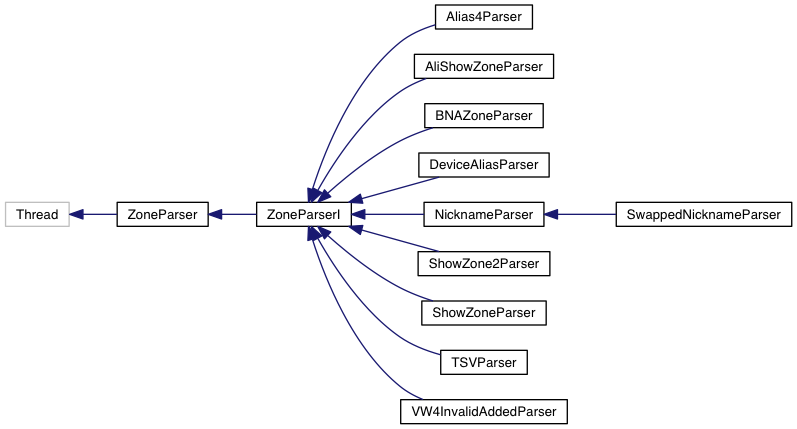 Alias4Parser
AliShowZoneParser
BNAZoneParser
DeviceAliasParser
Thread
ZoneParser
ZoneParserI
NicknameParser
SwappedNicknameParser
ShowZone2Parser
ShowZoneParser
TSVParser
VW4InvalidAddedParser